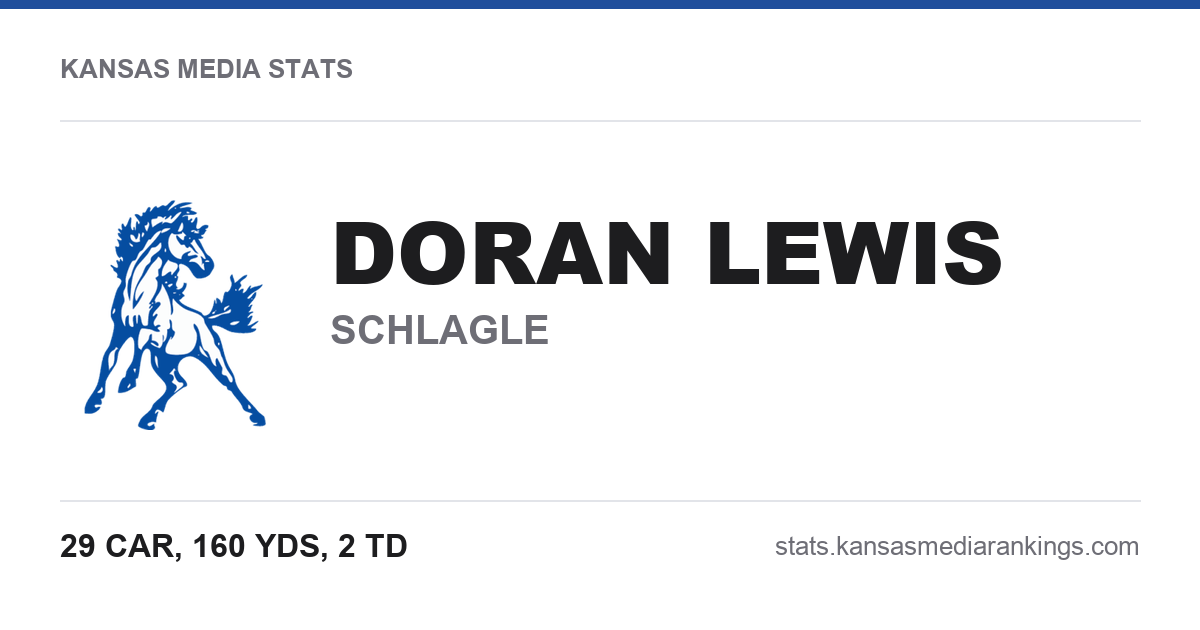 KANSAS MEDIA STATS
DORAN LEWIS
SCHLAGLE
29 CAR, 160 YDS, 2 TD
stats.kansasmediarankings.com